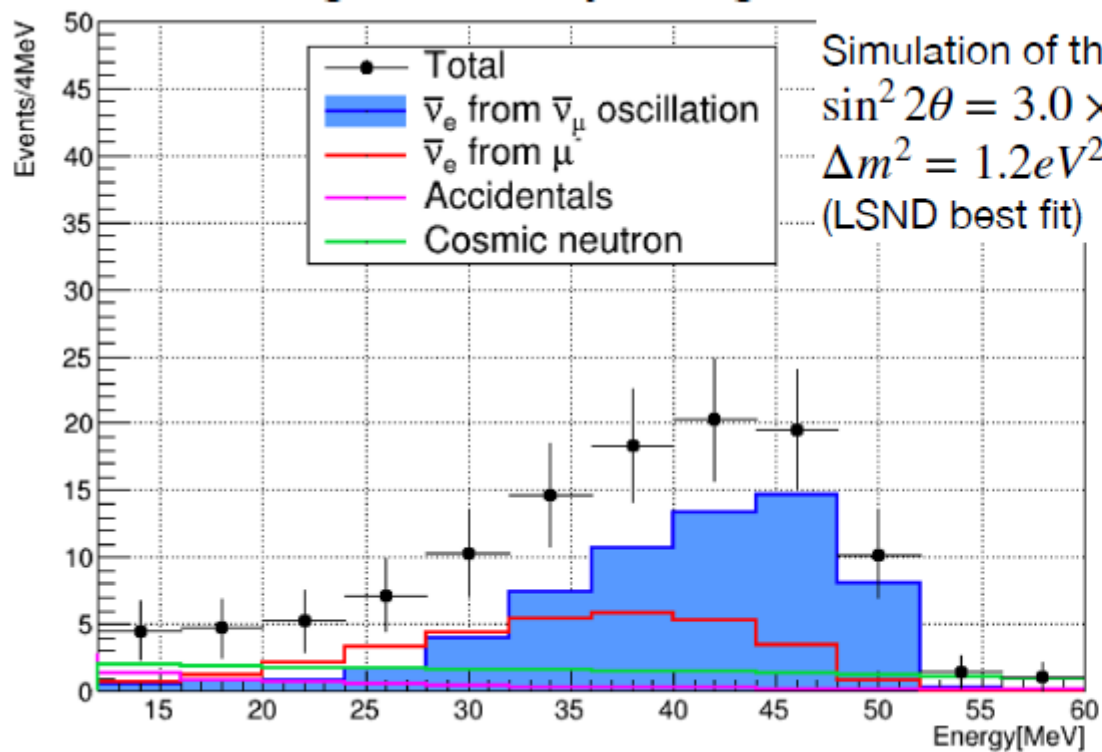 50
45
40
35
30
25
20
15
10
5
0
Events/4MeV
Total
ν̅ₑ from ν̅_μ oscillation
ν̅ₑ from μ⁻
Accidentals
Cosmic neutron
Simulation of th
sin² 2θ = 3.0 ×
Δm² = 1.2eV²
(LSND best fit)
15 20 25 30 35 40 45 50 55 60
Energy[MeV]